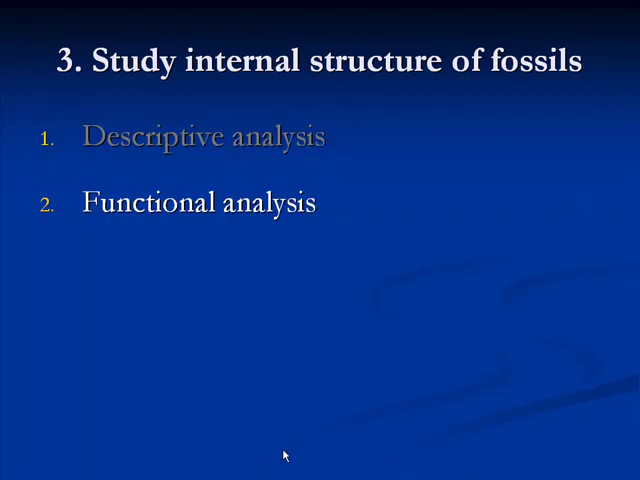 3. Study internal structure of fossils
1. Descriptive analysis
2. Functional analysis